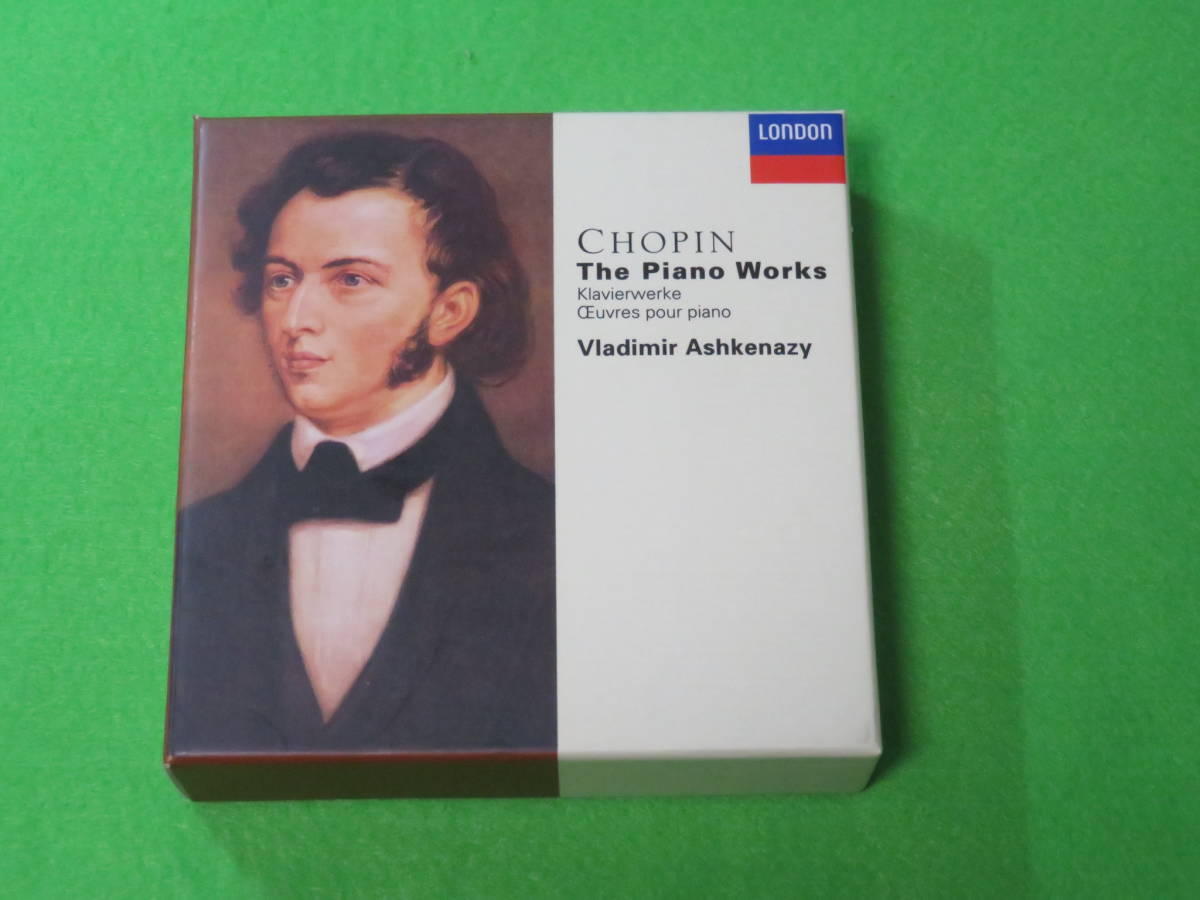 LONDON
CHOPIN
The Piano Works
Klavierwerke
Œuvres pour piano
Vladimir Ashkenazy